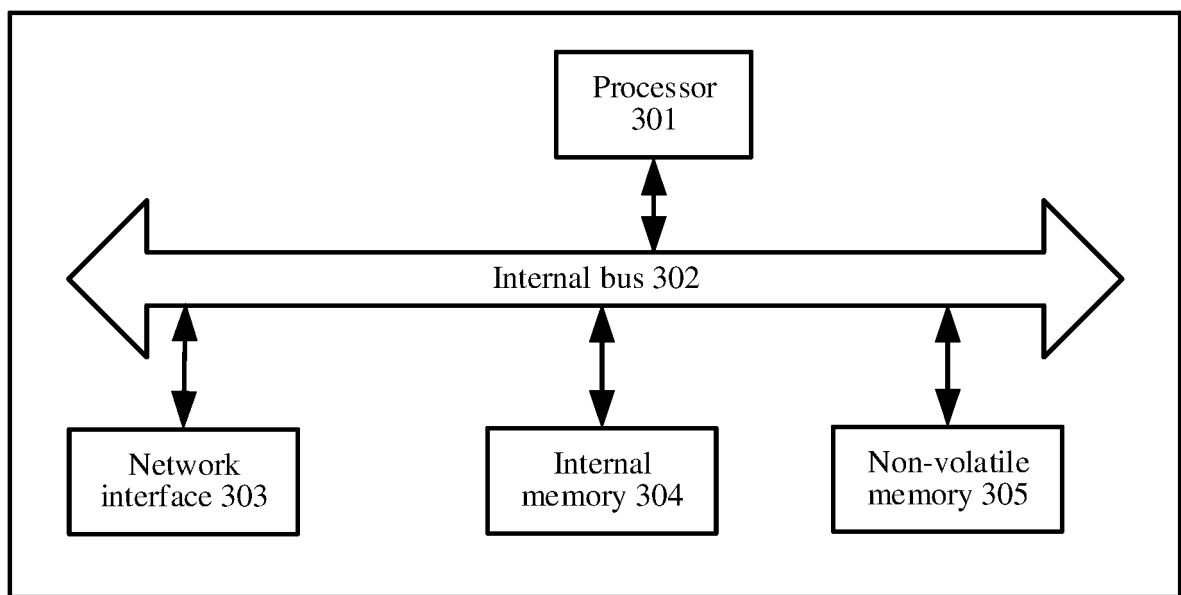 Processor
301
Internal bus 302
Network
interface 303
Internal
memory 304
Non-volatile
memory 305